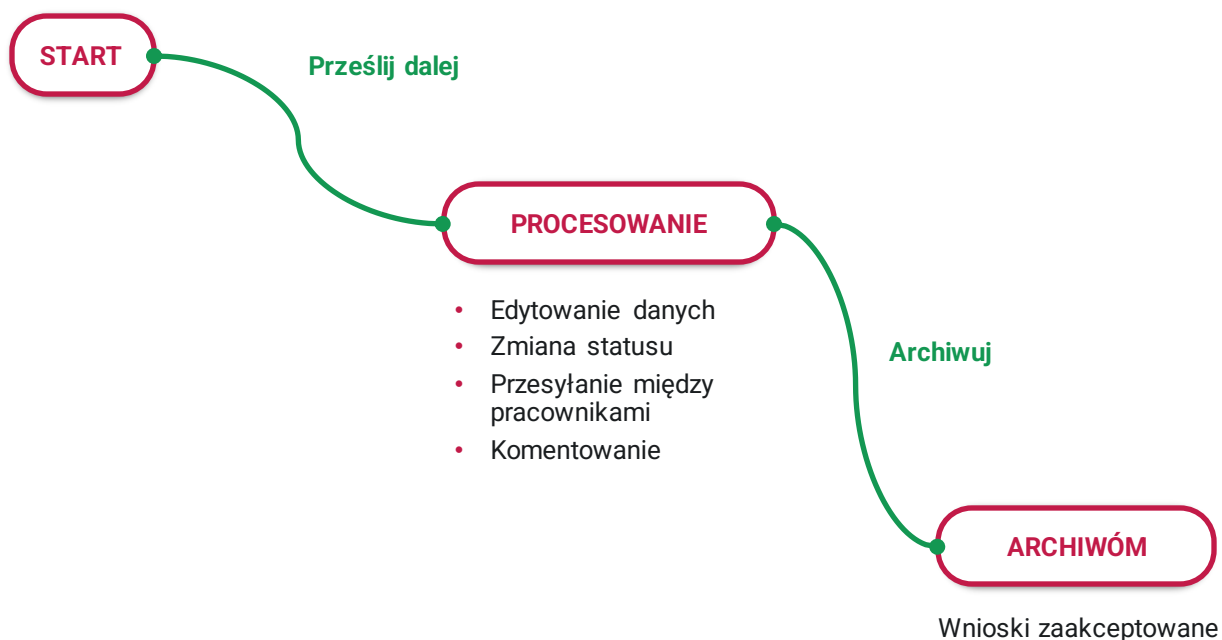 START
Prześlij dalej
PROCESOWANIE
• Edytowanie danych
• Zmiana statusu
• Przesyłanie między
pracownikami
• Komentowanie
Archiwuj
ARCHIWÓM
Wnioski zaakceptowane